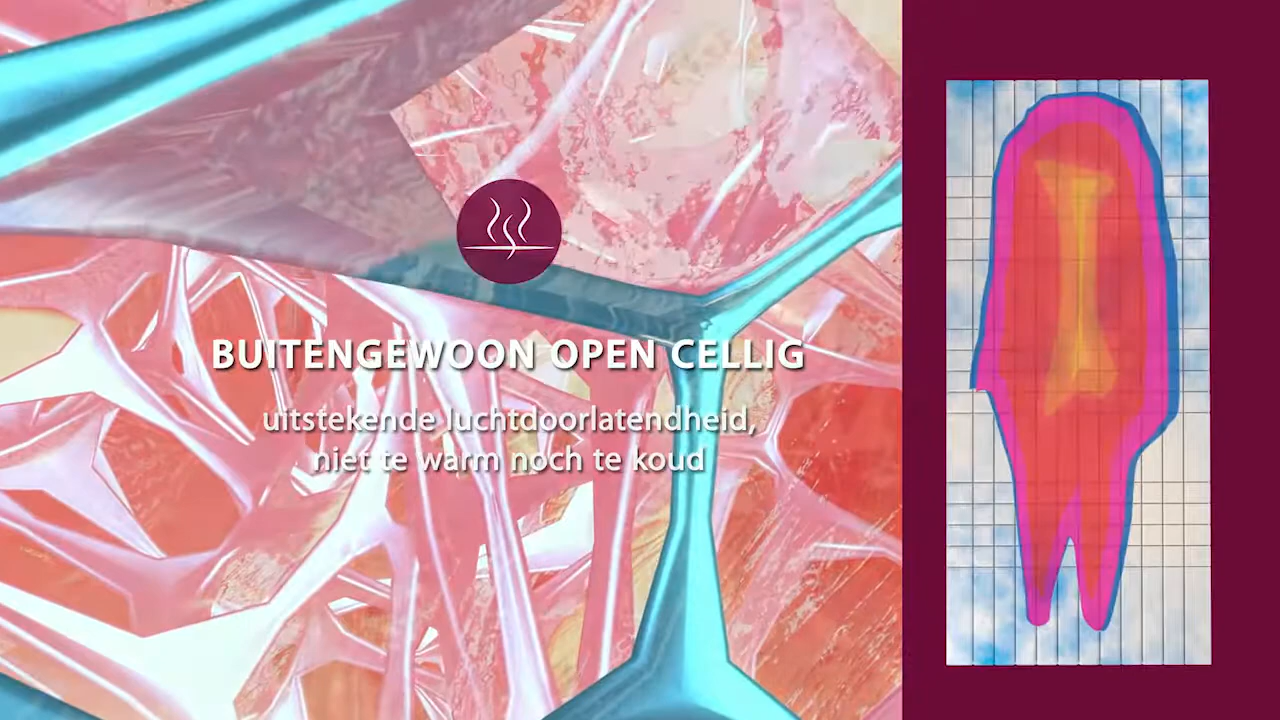 BUITENGEWOON OPEN CELLIG
uitstekende luchtdoorlatendheid,
niet te warm noch te koud